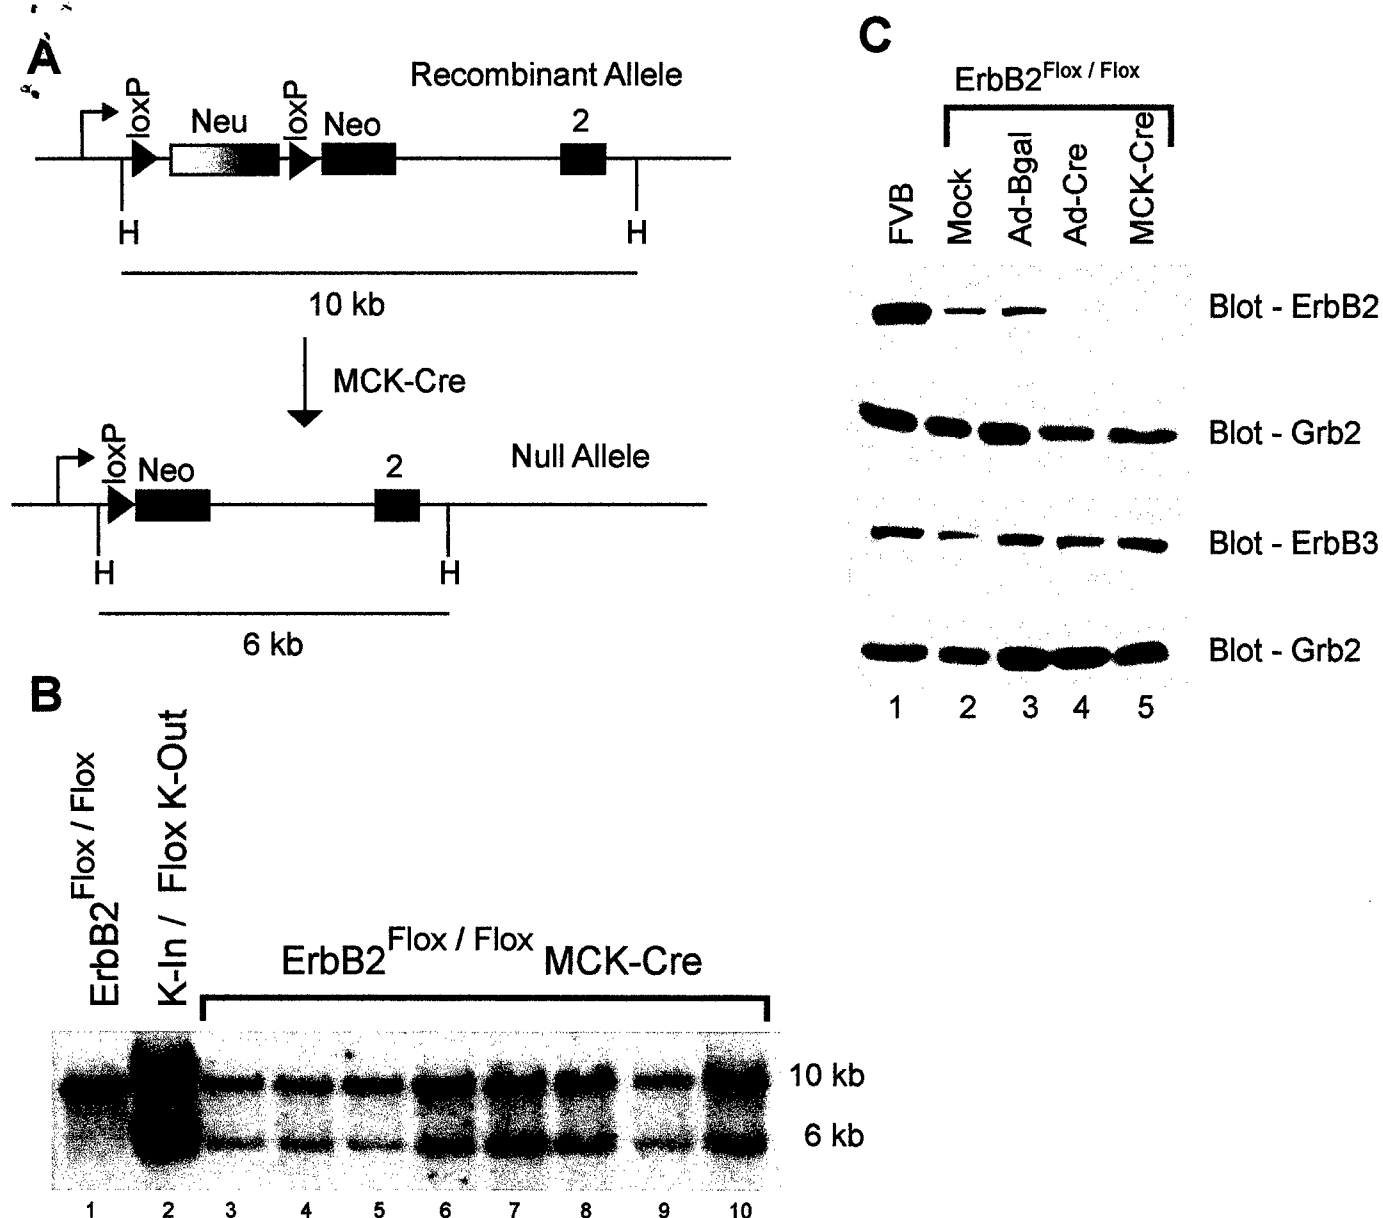 A
Recombinant Allele
loxP
Neu
loxP
Neo
2
H
H
10 kb
MCK-Cre
loxP
Neo
2
Null Allele
H
H
6 kb
B
ErbB2Flox / Flox
K-In / Flox K-Out
ErbB2Flox / Flox MCK-Cre
10 kb
6 kb
1 2 3 4 5 6 7 8 9 10
C
ErbB2Flox / Flox
FVB
Mock
Ad-Bgal
Ad-Cre
MCK-Cre
Blot - ErbB2
Blot - Grb2
Blot - ErbB3
Blot - Grb2
1 2 3 4 5